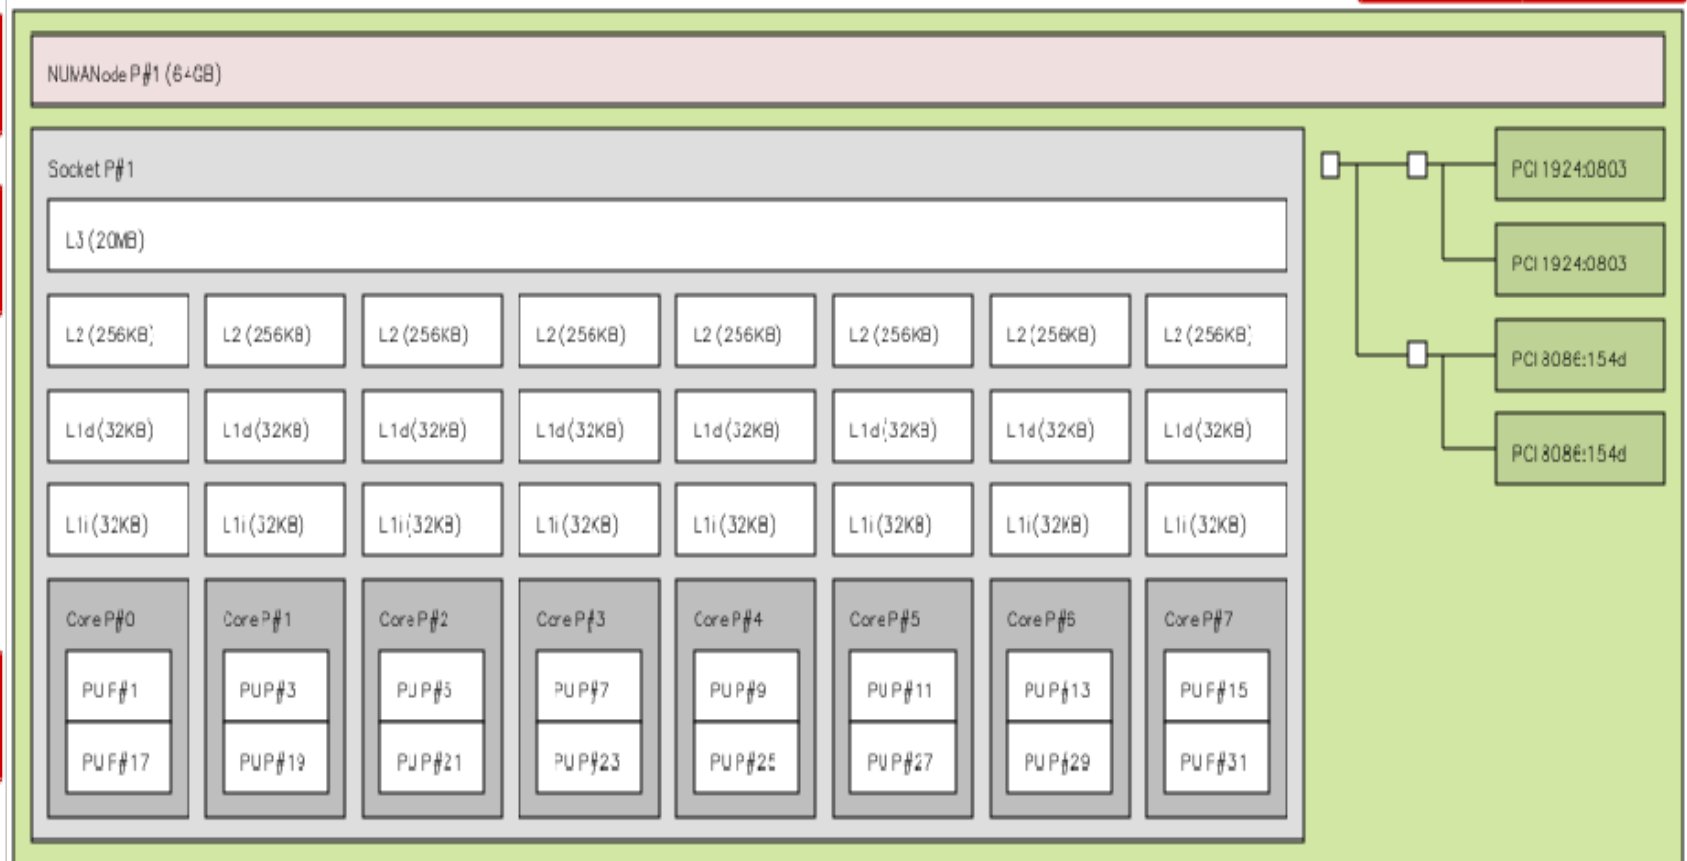 NUMANode P#1 (64GB)
Socket P#1
L3 (20MB)
L2 (256KB) L2 (256KB) L2 (256KB) L2 (256KB) L2 (256KB) L2 (256KB) L2 (256KB) L2 (256KB)
L1d (32KB) L1d (32KB) L1d (32KB) L1d (32KB) L1d (32KB) L1d (32KB) L1d (32KB) L1d (32KB)
L1i (32KB) L1i (32KB) L1i (32KB) L1i (32KB) L1i (32KB) L1i (32KB) L1i (32KB) L1i (32KB)
Core P#0 Core P#1 Core P#2 Core P#3 Core P#4 Core P#5 Core P#6 Core P#7
PU P#1 PU P#3 PU P#5 PU P#7 PU P#9 PU P#11 PU P#13 PU P#15
PU P#17 PU P#19 PU P#21 PU P#23 PU P#25 PU P#27 PU P#29 PU P#31
PCI 1924:0803
PCI 1924:0803
PCI 8086:154d
PCI 8086:154d